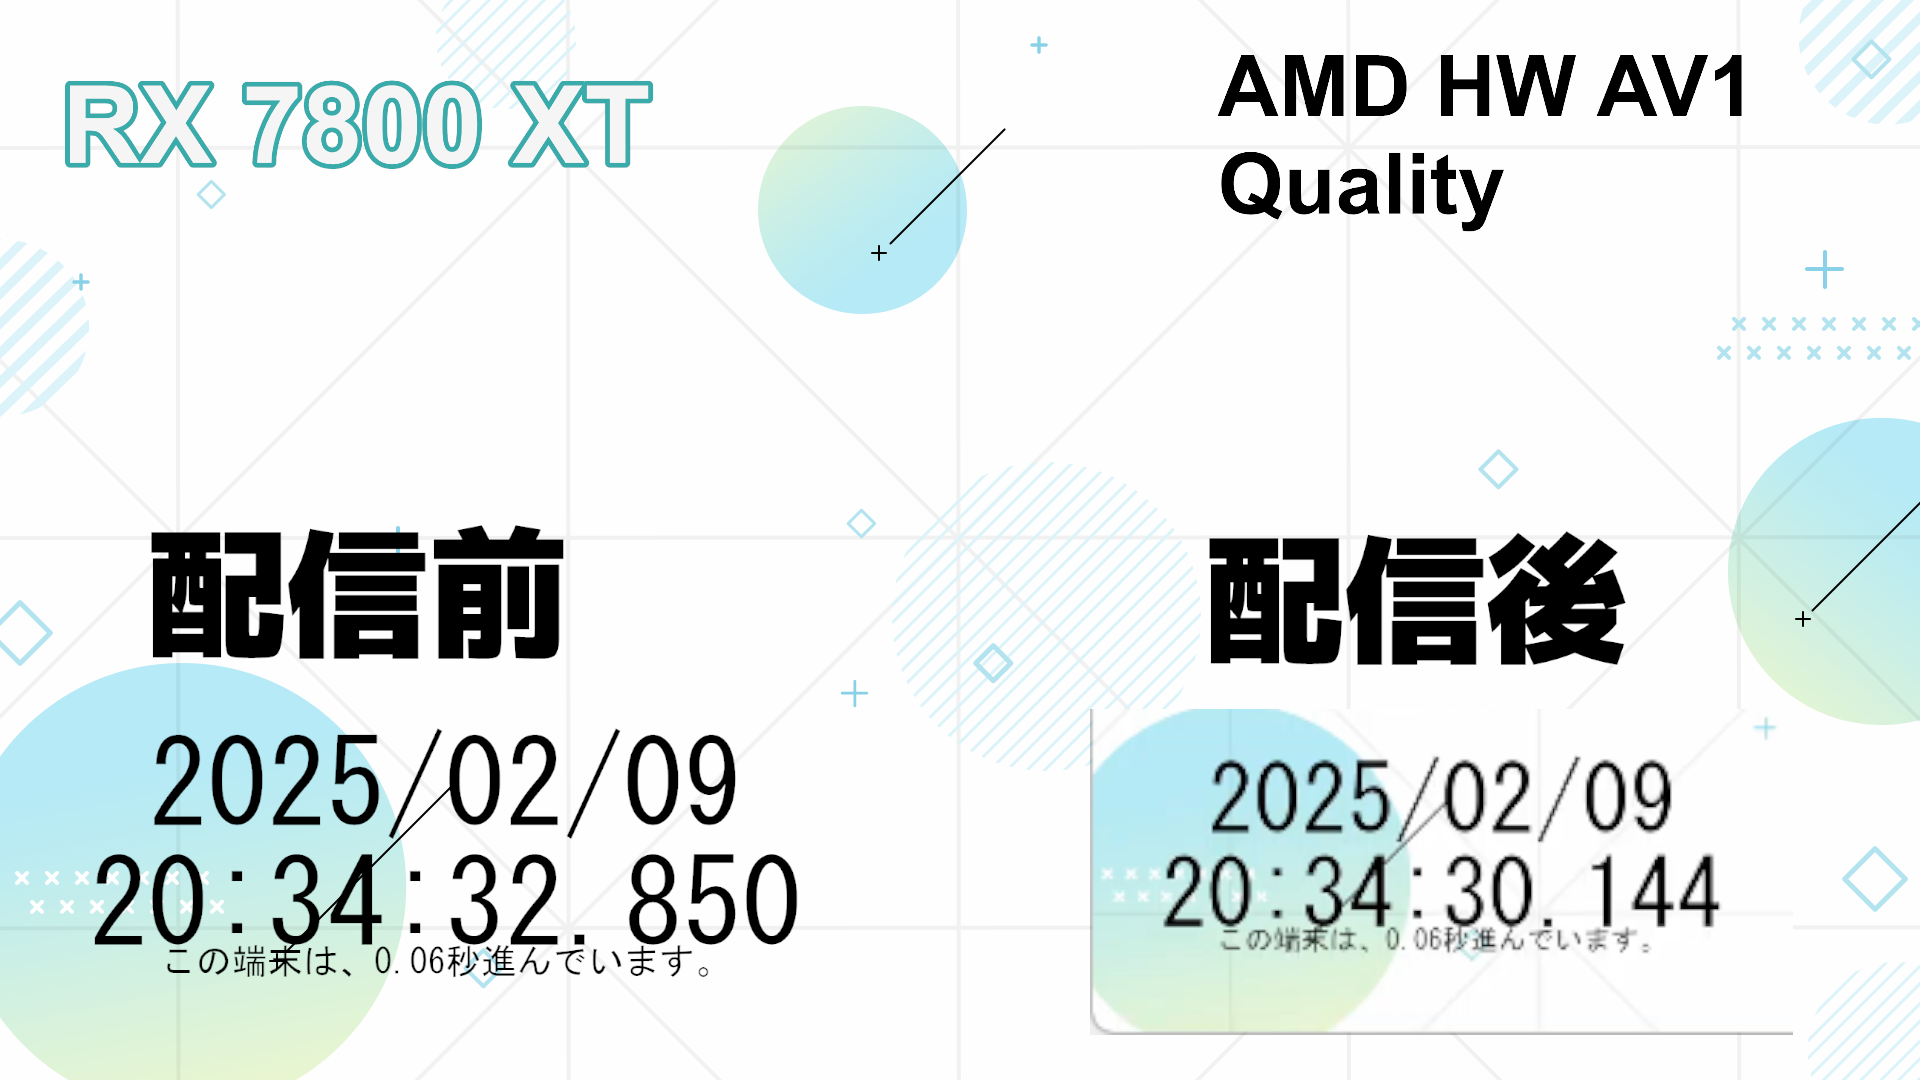 RX 7800 XT
AMD HW AV1
Quality
配信前
2025/02/09
20:34:32.850
この端末は、0.06秒進んでいます。
配信後
2025/02/09
20:34:30.144
この端末は、0.06秒進んでいます。